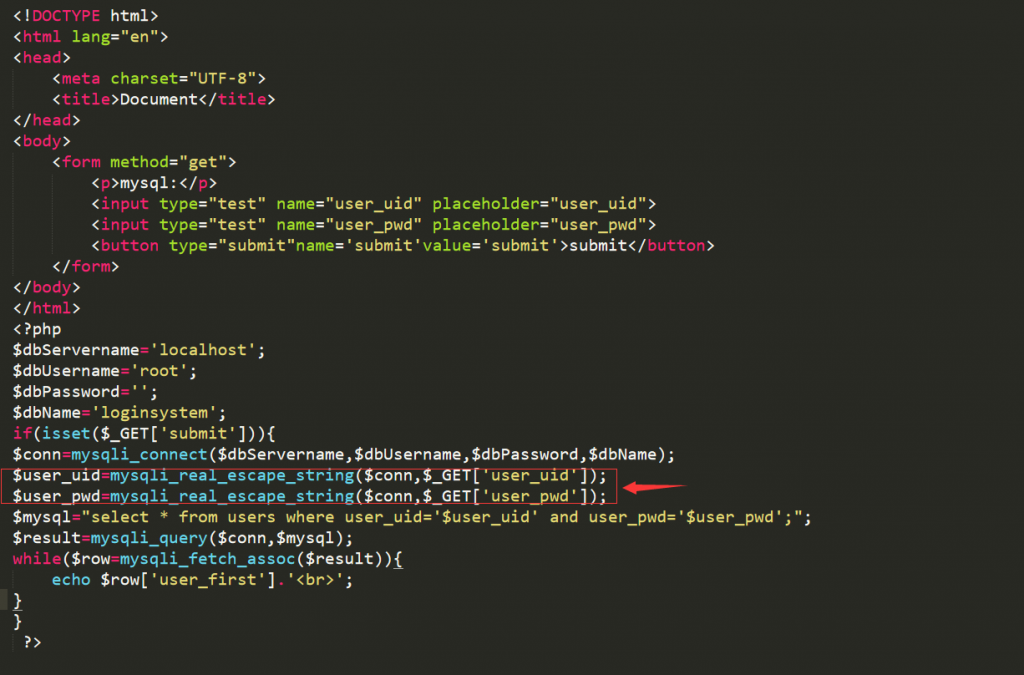 <!DOCTYPE html>
<html lang="en">
<head>
    <meta charset="UTF-8">
    <title>Document</title>
</head>
<body>
    <form method="get">
        <p>mysql:</p>
        <input type="test" name="user_uid" placeholder="user_uid">
        <input type="test" name="user_pwd" placeholder="user_pwd">
        <button type="submit"name='submit'value='submit'>submit</button>
    </form>
</body>
</html>
<?php
$dbServername='localhost';
$dbUsername='root';
$dbPassword='';
$dbName='loginsystem';
if(isset($_GET['submit'])){
$conn=mysqli_connect($dbServername,$dbUsername,$dbPassword,$dbName);
$user_uid=mysqli_real_escape_string($conn,$_GET['user_uid']);
$user_pwd=mysqli_real_escape_string($conn,$_GET['user_pwd']);
$mysql="select * from users where user_uid='$user_uid' and user_pwd='$user_pwd';";
$result=mysqli_query($conn,$mysql);
while($row=mysqli_fetch_assoc($result)){
    echo $row['user_first'].'<br>';
}
}
 ?>